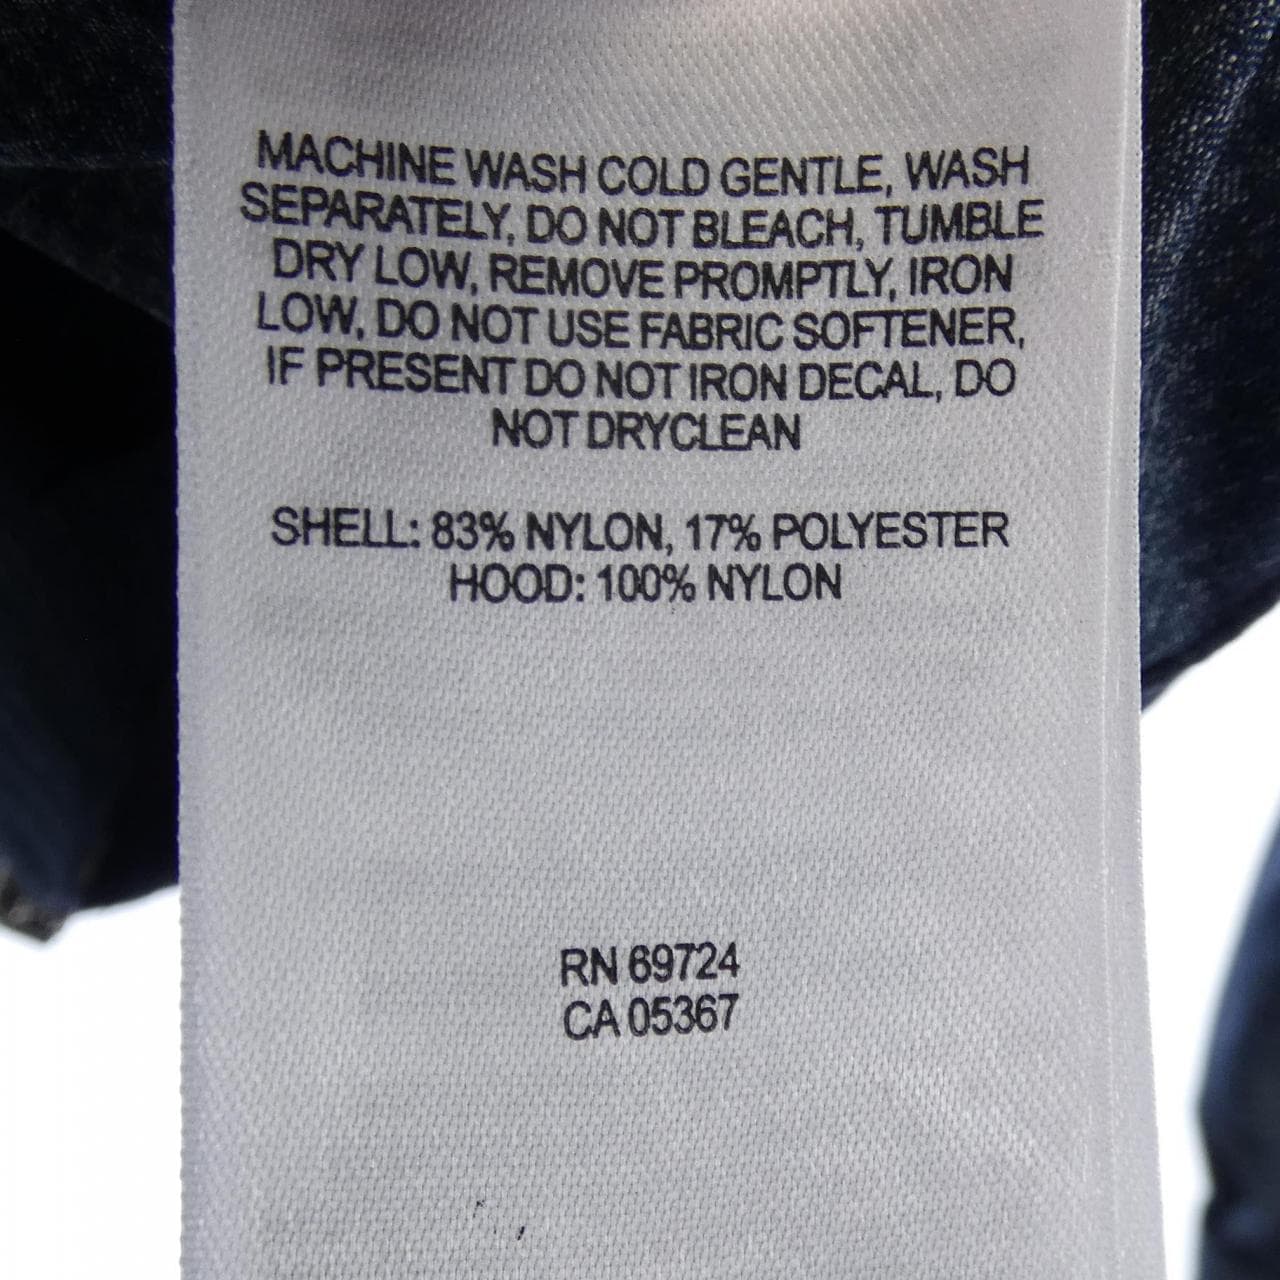 MACHINE WASH COLD GENTLE, WASH
SEPARATELY, DO NOT BLEACH, TUMBLE
DRY LOW, REMOVE PROMPTLY, IRON
LOW, DO NOT USE FABRIC SOFTENER,
IF PRESENT DO NOT IRON DECAL, DO
NOT DRYCLEAN
SHELL: 83% NYLON, 17% POLYESTER
HOOD: 100% NYLON
RN 69724
CA 05367